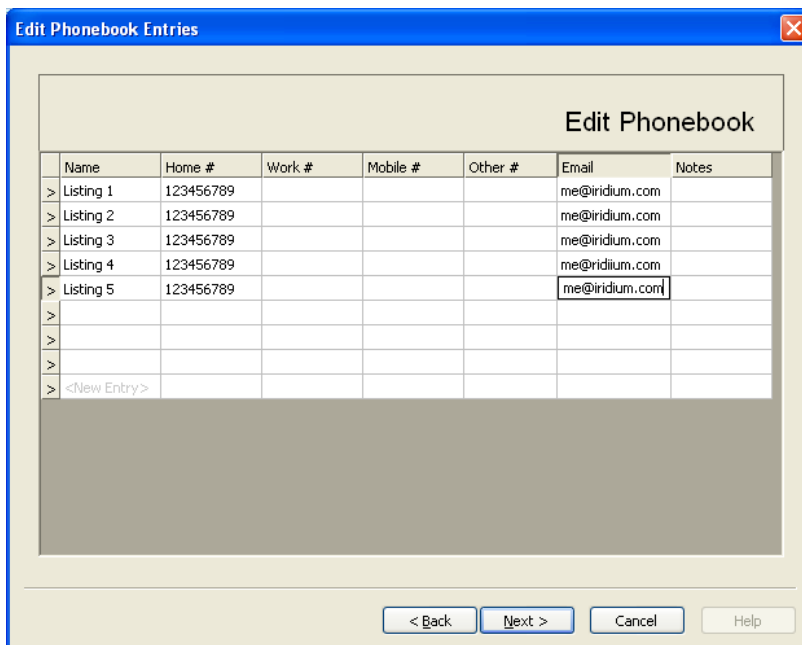 Edit Phonebook Entries
Edit Phonebook
Name Home # Work # Mobile # Other # Email Notes
> Listing 1 123456789 me@iridium.com
> Listing 2 123456789 me@iridium.com
> Listing 3 123456789 me@iridium.com
> Listing 4 123456789 me@ridiium.com
> Listing 5 123456789 me@iridium.com
>
>
>
> <New Entry>
< Back Next > Cancel Help